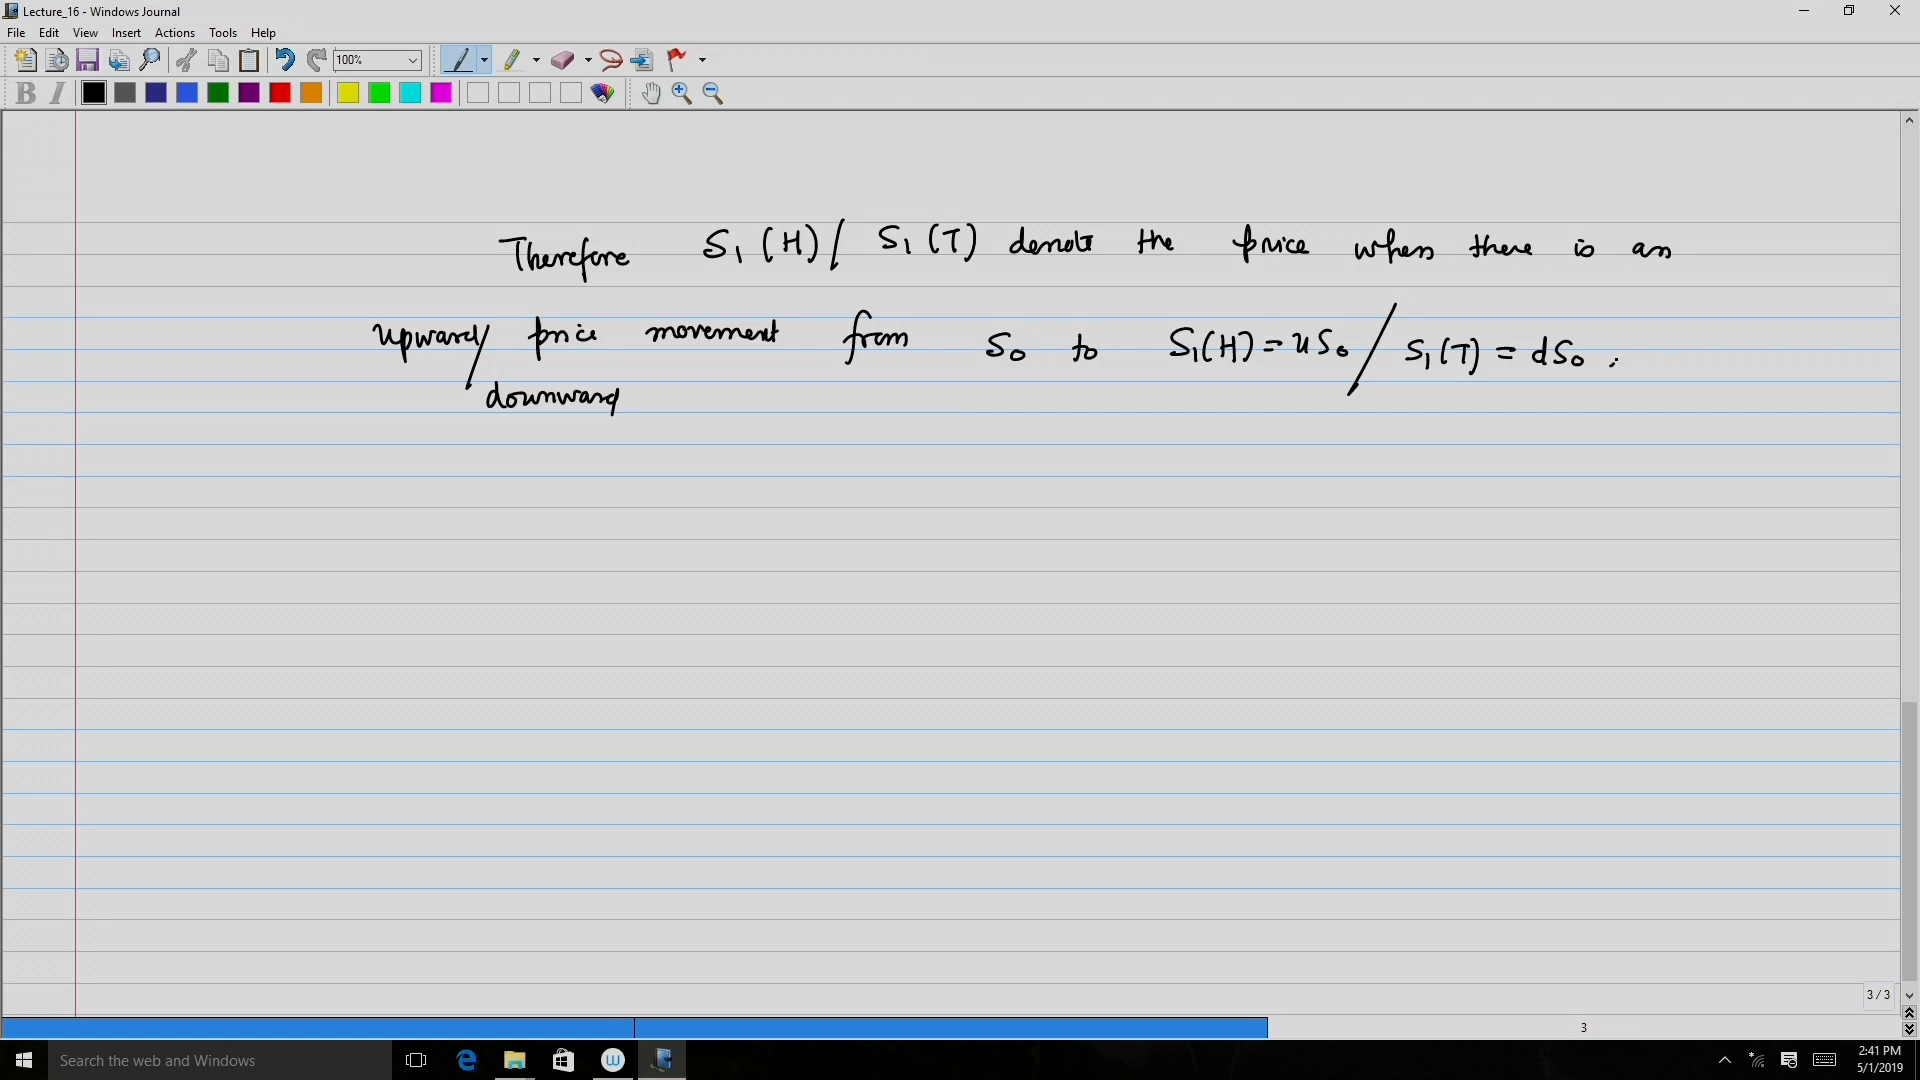 Lecture_16 - Windows Journal
File Edit View Insert Actions Tools Help
100%
B I
Therefore S₁(H)/ S₁(T) denote the price when there is an
upward/ price movement from S₀ to S₁(H) = uS₀ / S₁(T) = dS₀ .
downward
3 / 3
3
Search the web and Windows
2:41 PM
5/1/2019